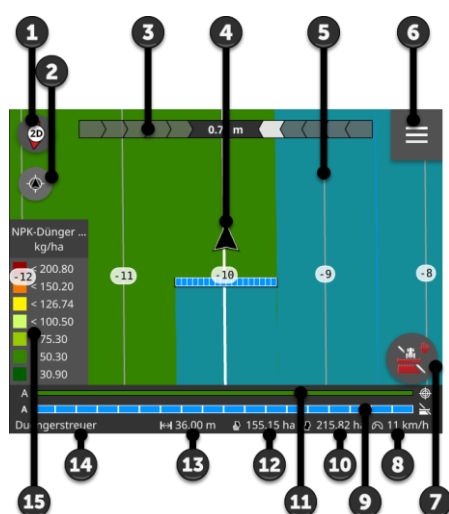 1
2
3
4
5
6
2D
0.7 m
NPK-Dünger ...
kg/ha
< 200.80
< 150.20
< 126.74
< 100.50
75.30
50.30
30.90
-12
-11
-10
-9
-8
A
A
Duengerstreuer
36.00 m
155.15 ha
215.82 ha
11 km/h
15
14
13
12
11
10
9
8
7